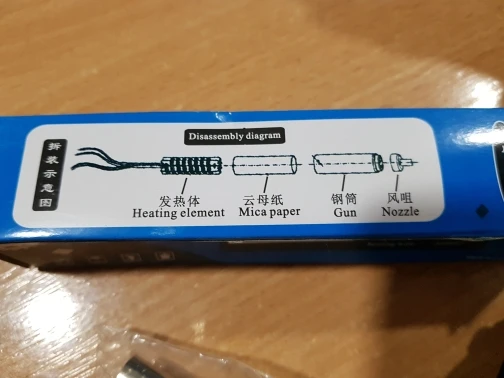 Disassembly diagram
拆装示意图
发热体
Heating element
云母纸
Mica paper
钢筒
Gun
风咀
Nozzle